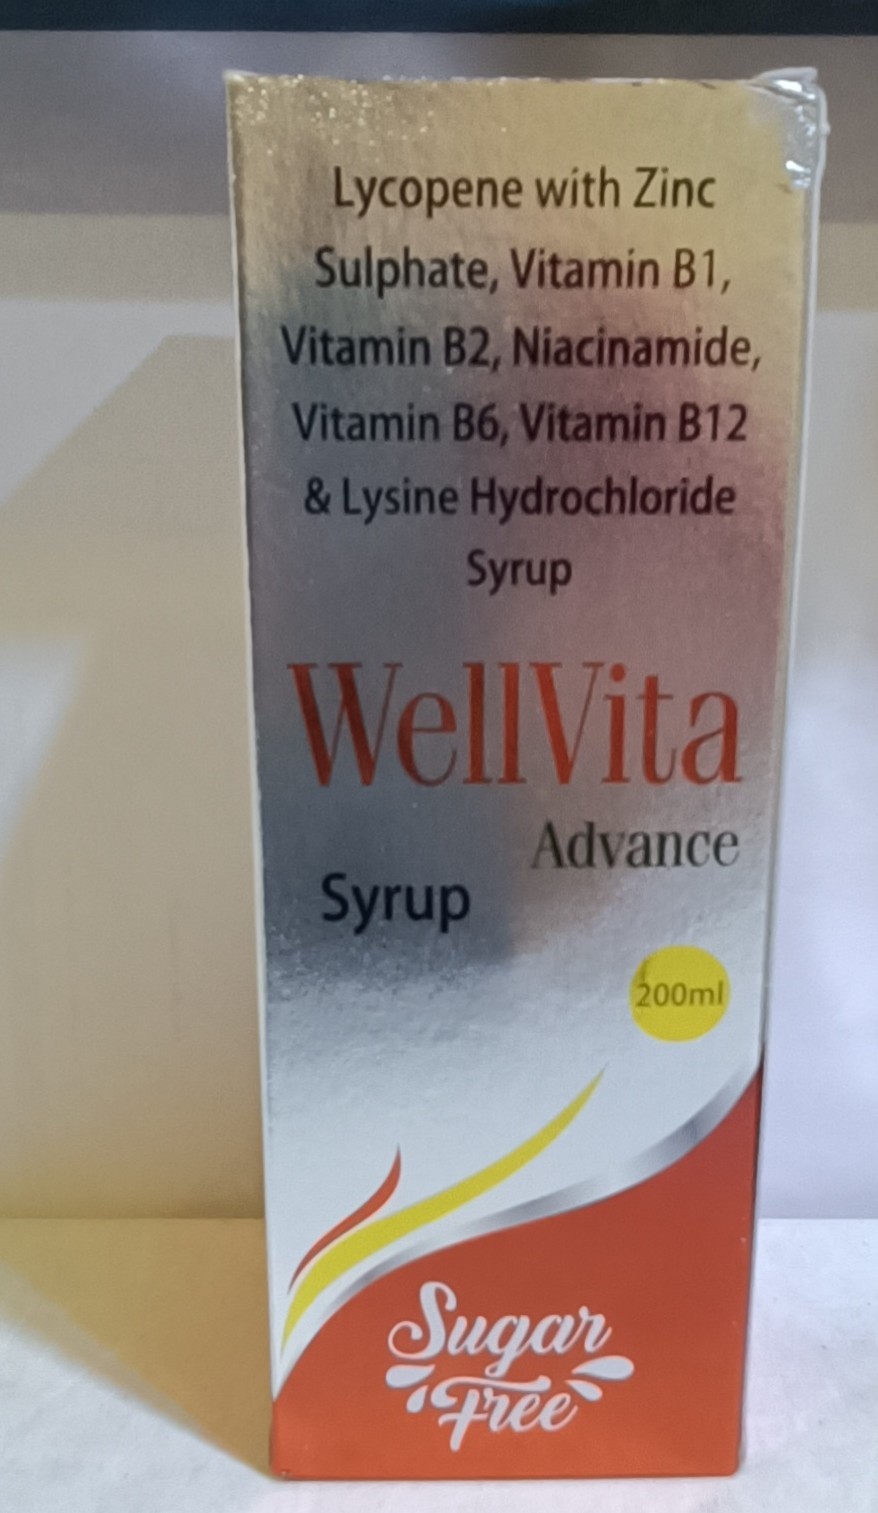 Lycopene with Zinc
Sulphate, Vitamin B1,
Vitamin B2, Niacinamide,
Vitamin B6, Vitamin B12
& Lysine Hydrochloride
Syrup
WellVita
Advance
Syrup
200ml
Sugar
Free